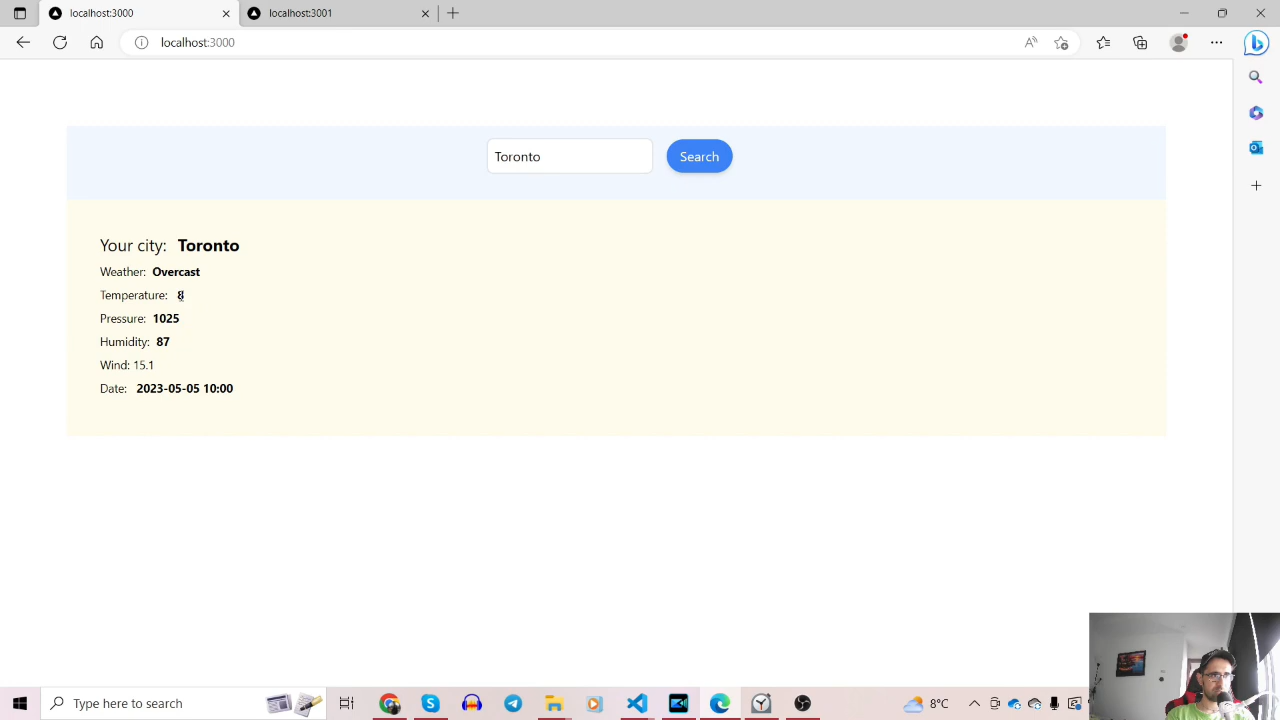 localhost:3000
localhost:3001
localhost:3000
Toronto
Search
Your city: Toronto
Weather: Overcast
Temperature: 8
Pressure: 1025
Humidity: 87
Wind: 15.1
Date: 2023-05-05 10:00
Type here to search
8°C